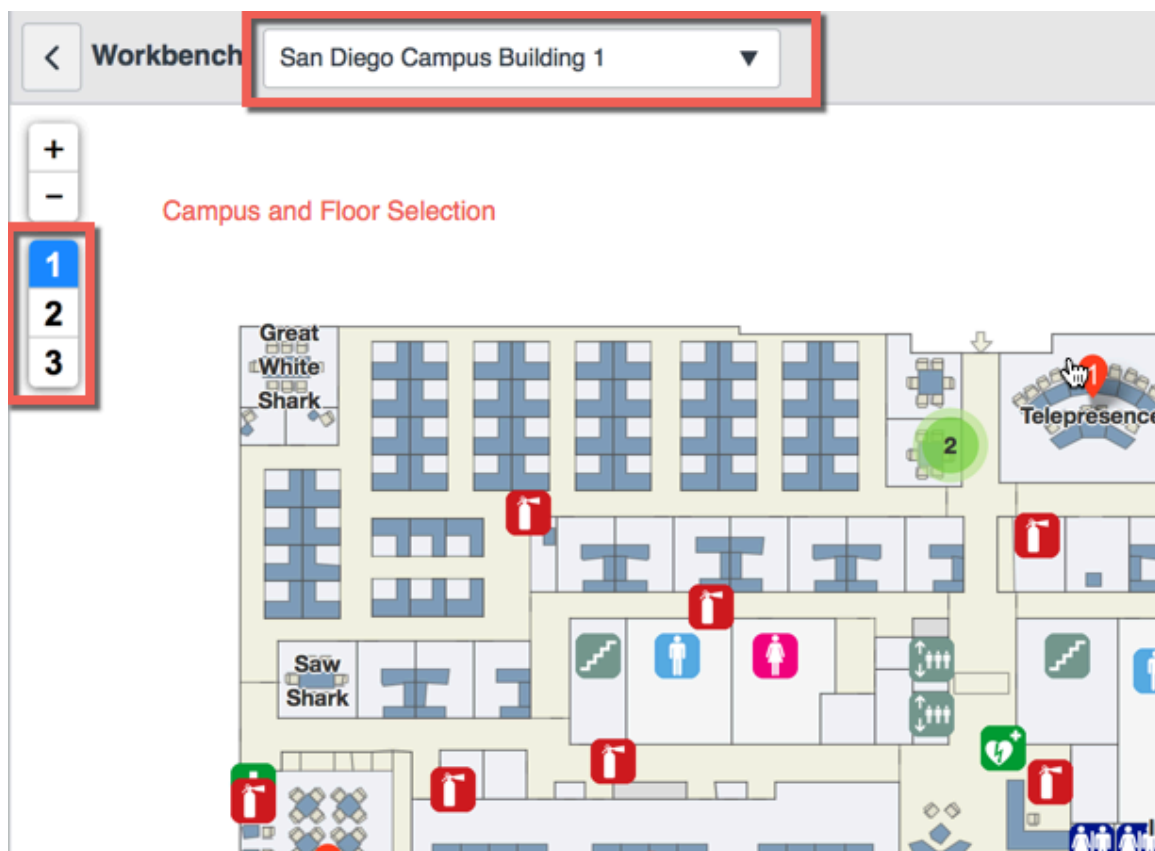 Workbench
San Diego Campus Building 1
+
−
Campus and Floor Selection
1
2
3
Great
White
Shark
1
Telepresence
2
Saw
Shark